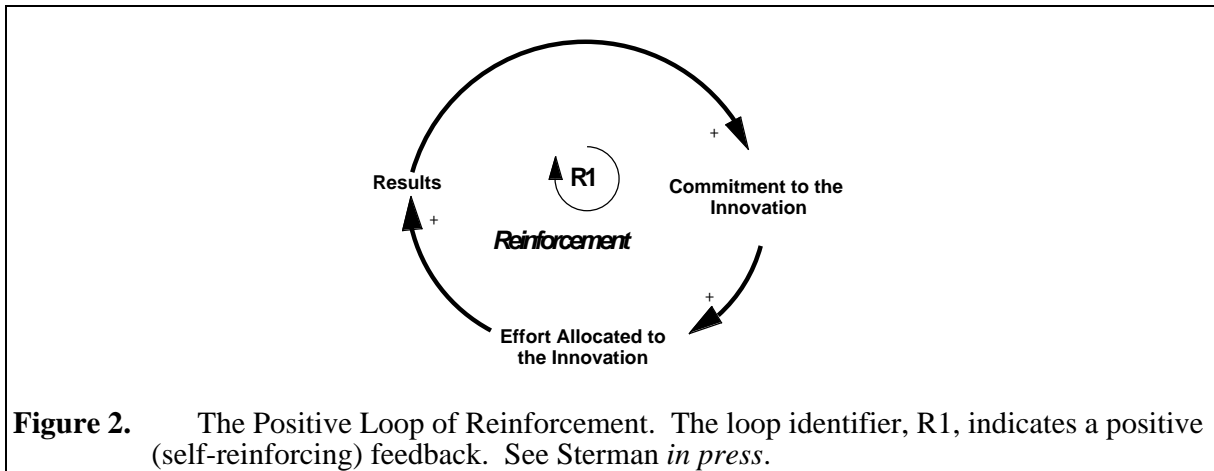 +
Results
R1
Commitment to the
Innovation
+
Reinforcement
+
Effort Allocated to
the Innovation
Figure 2. The Positive Loop of Reinforcement. The loop identifier, R1, indicates a positive
(self-reinforcing) feedback. See Sterman in press.